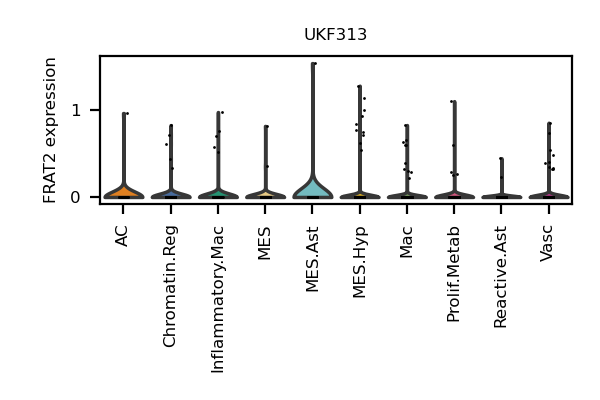 UKF313
FRAT2 expression
1
0
AC
Chromatin.Reg
Inflammatory.Mac
MES
MES.Ast
MES.Hyp
Mac
Prolif.Metab
Reactive.Ast
Vasc